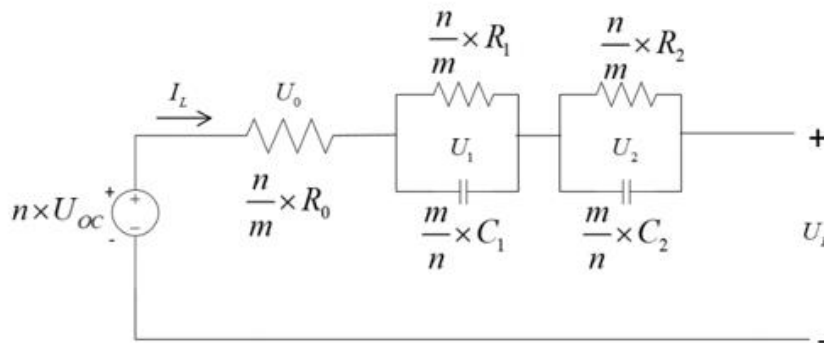 n/m × R₁
n/m × R₂
I_L
U₀
U₁
U₂
+
n × U_OC
+
-
+
−
n/m × R₀
m/n × C₁
m/n × C₂
-